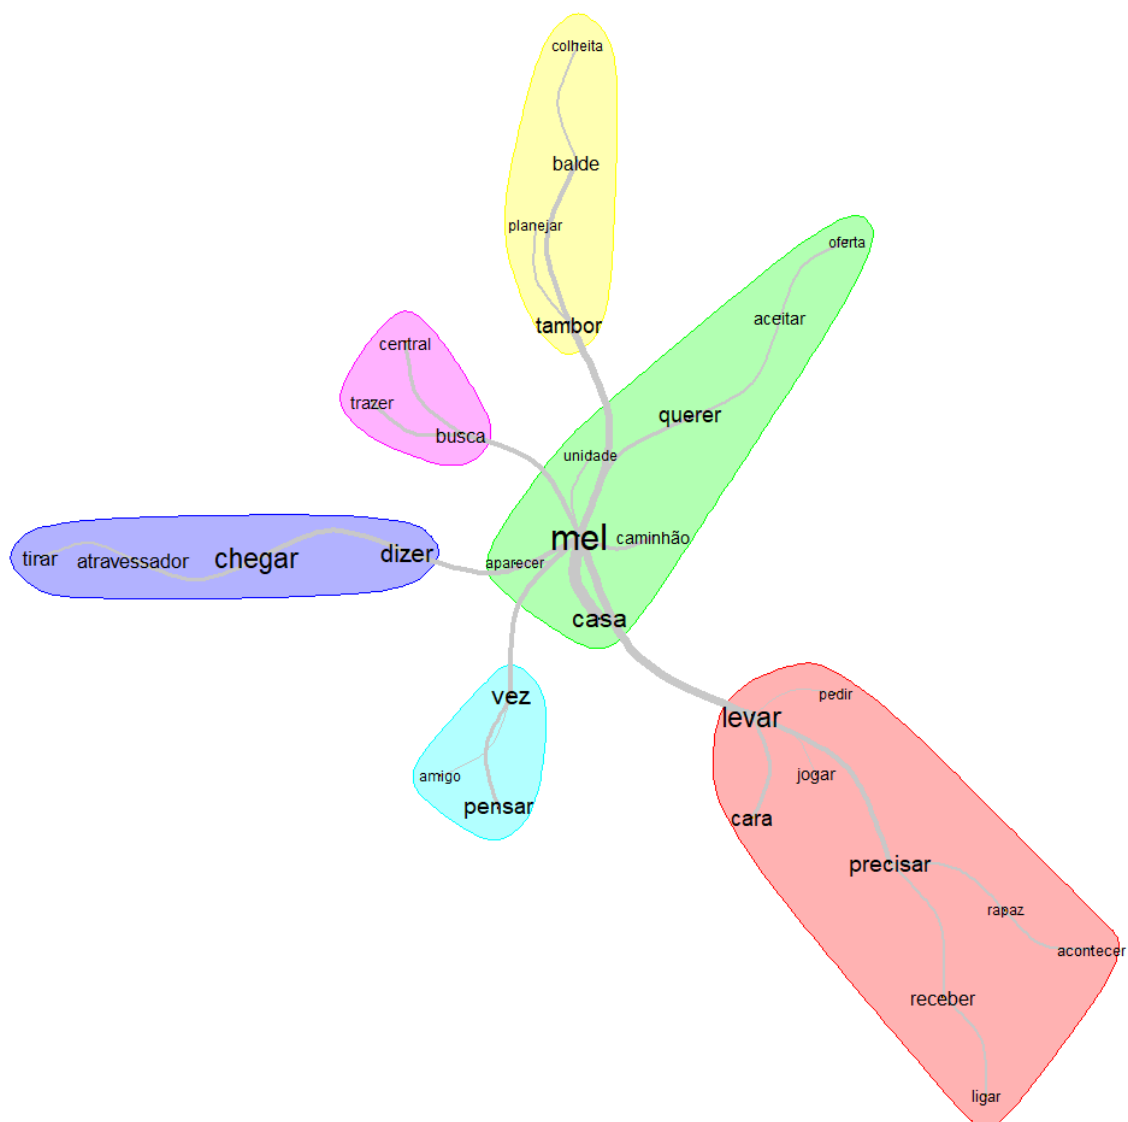 colheita
balde
planejar
oferta
aceitar
tambor
central
trazer
querer
busca
unidade
mel
caminhão
dizer
chegar
tirar
atravessador
aparecer
casa
vez
pedir
levar
jogar
amigo
pensar
cara
precisar
rapaz
acontecer
receber
ligar